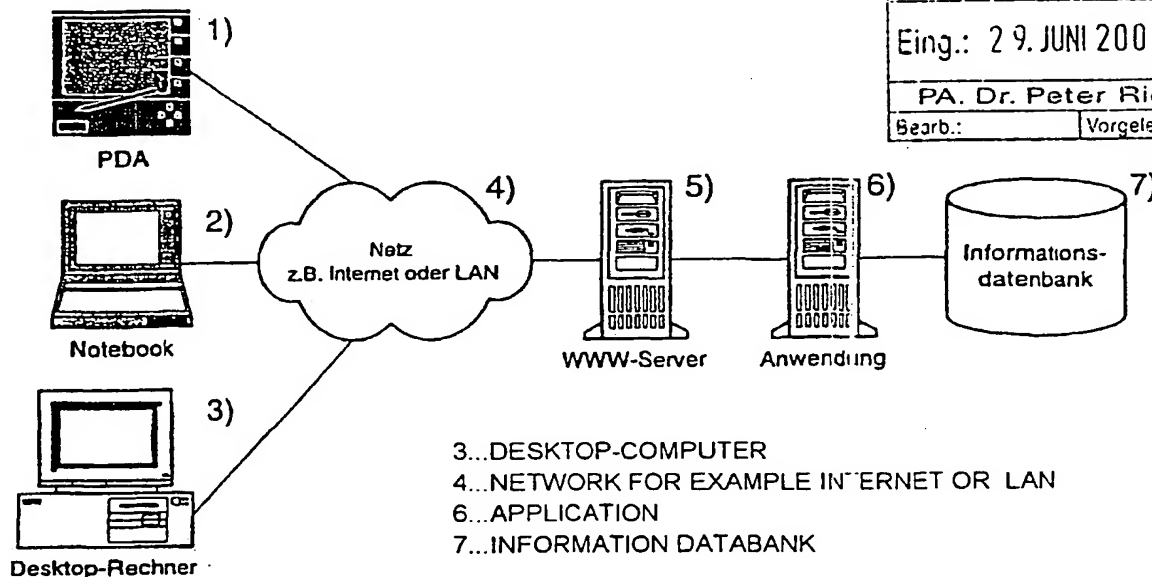 1)
Eing.: 29. JUNI 200
PA. Dr. Peter
Bearb.:
PDA
2)
4)
5)
6)
7)
Netz
z.B. Internet oder LAN
Informations-
datenbank
Notebook
WWW-Server
Anwendung
3)
3...DESKTOP-COMPUTER
4...NETWORK FOR EXAMPLE INTERNET OR LAN
6...APPLICATION
7...INFORMATION DATABANK
Desktop-Rechner